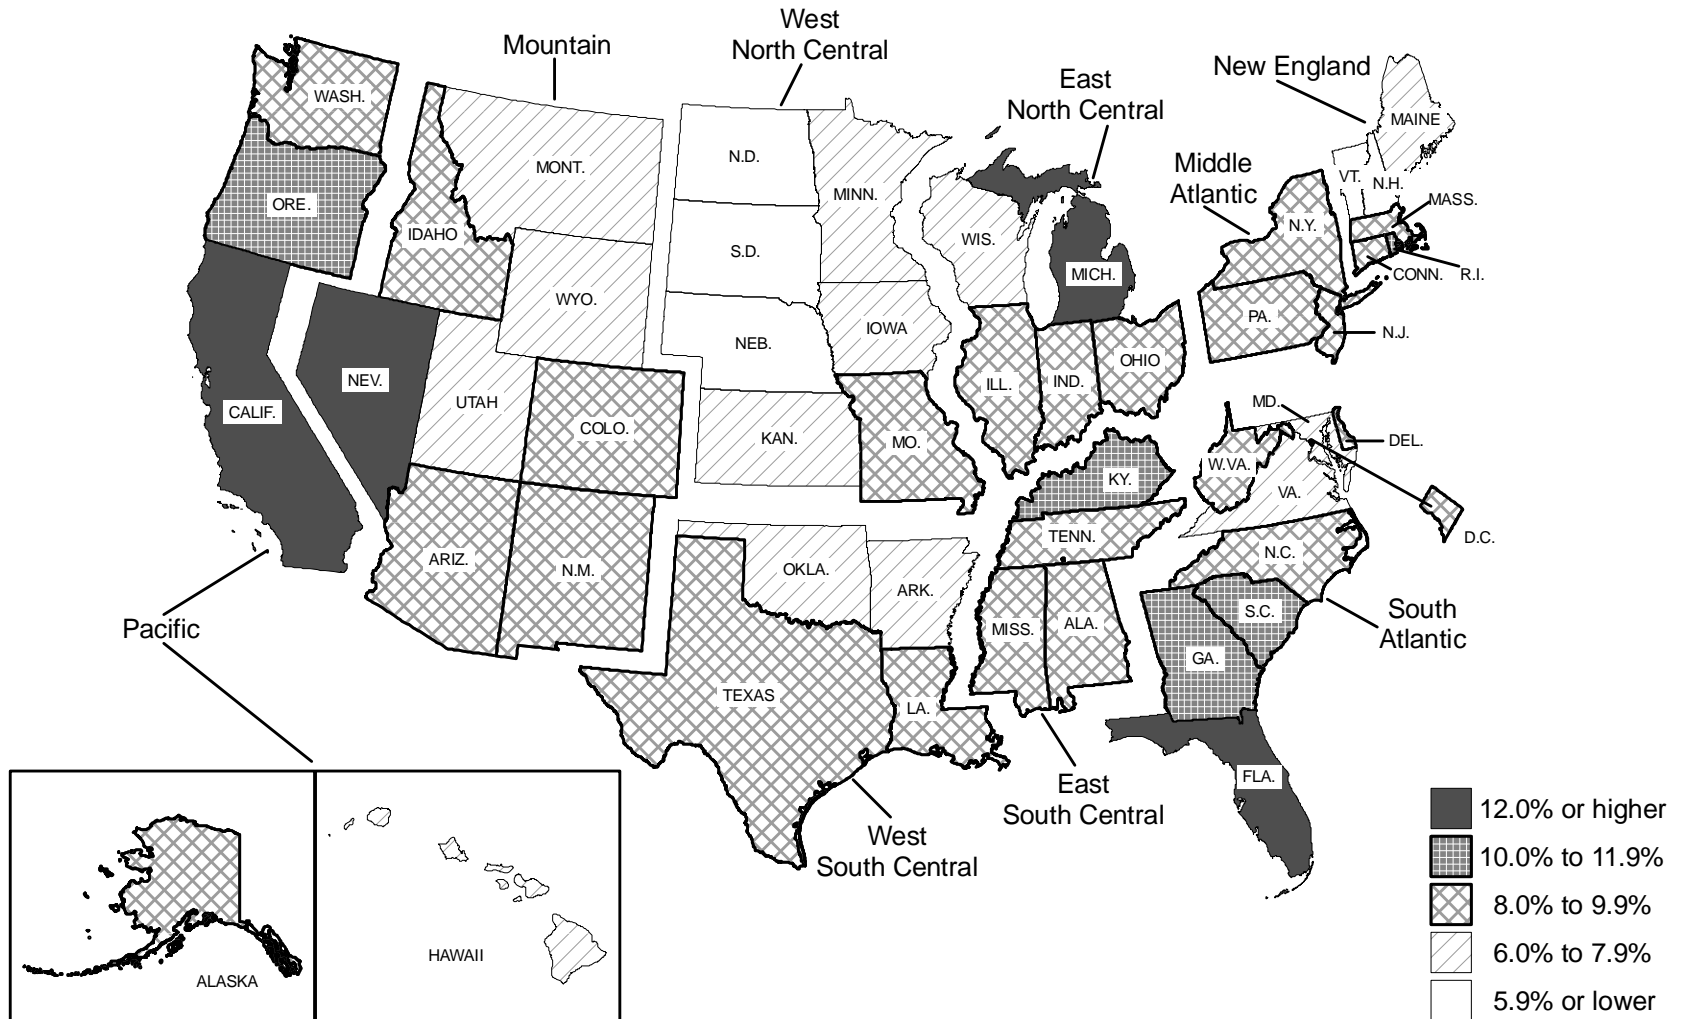 West
North Central
Mountain
East
North Central
New England
Middle
Atlantic
WASH.
MONT.
N.D.
MINN.
MAINE
VT.
N.H.
MASS.
ORE.
IDAHO
S.D.
WIS.
MICH.
N.Y.
CONN.
R.I.
WYO.
IOWA
PA.
N.J.
NEB.
NEV.
UTAH
COLO.
KAN.
MO.
ILL.
IND.
OHIO
CALIF.
MD.
DEL.
W.VA.
VA.
KY.
D.C.
TENN.
N.C.
ARIZ.
N.M.
OKLA.
ARK.
S.C.
South
Atlantic
MISS.
ALA.
GA.
Pacific
TEXAS
LA.
FLA.
East
South Central
West
South Central
HAWAII
ALASKA
12.0% or higher
10.0% to 11.9%
8.0% to 9.9%
6.0% to 7.9%
5.9% or lower